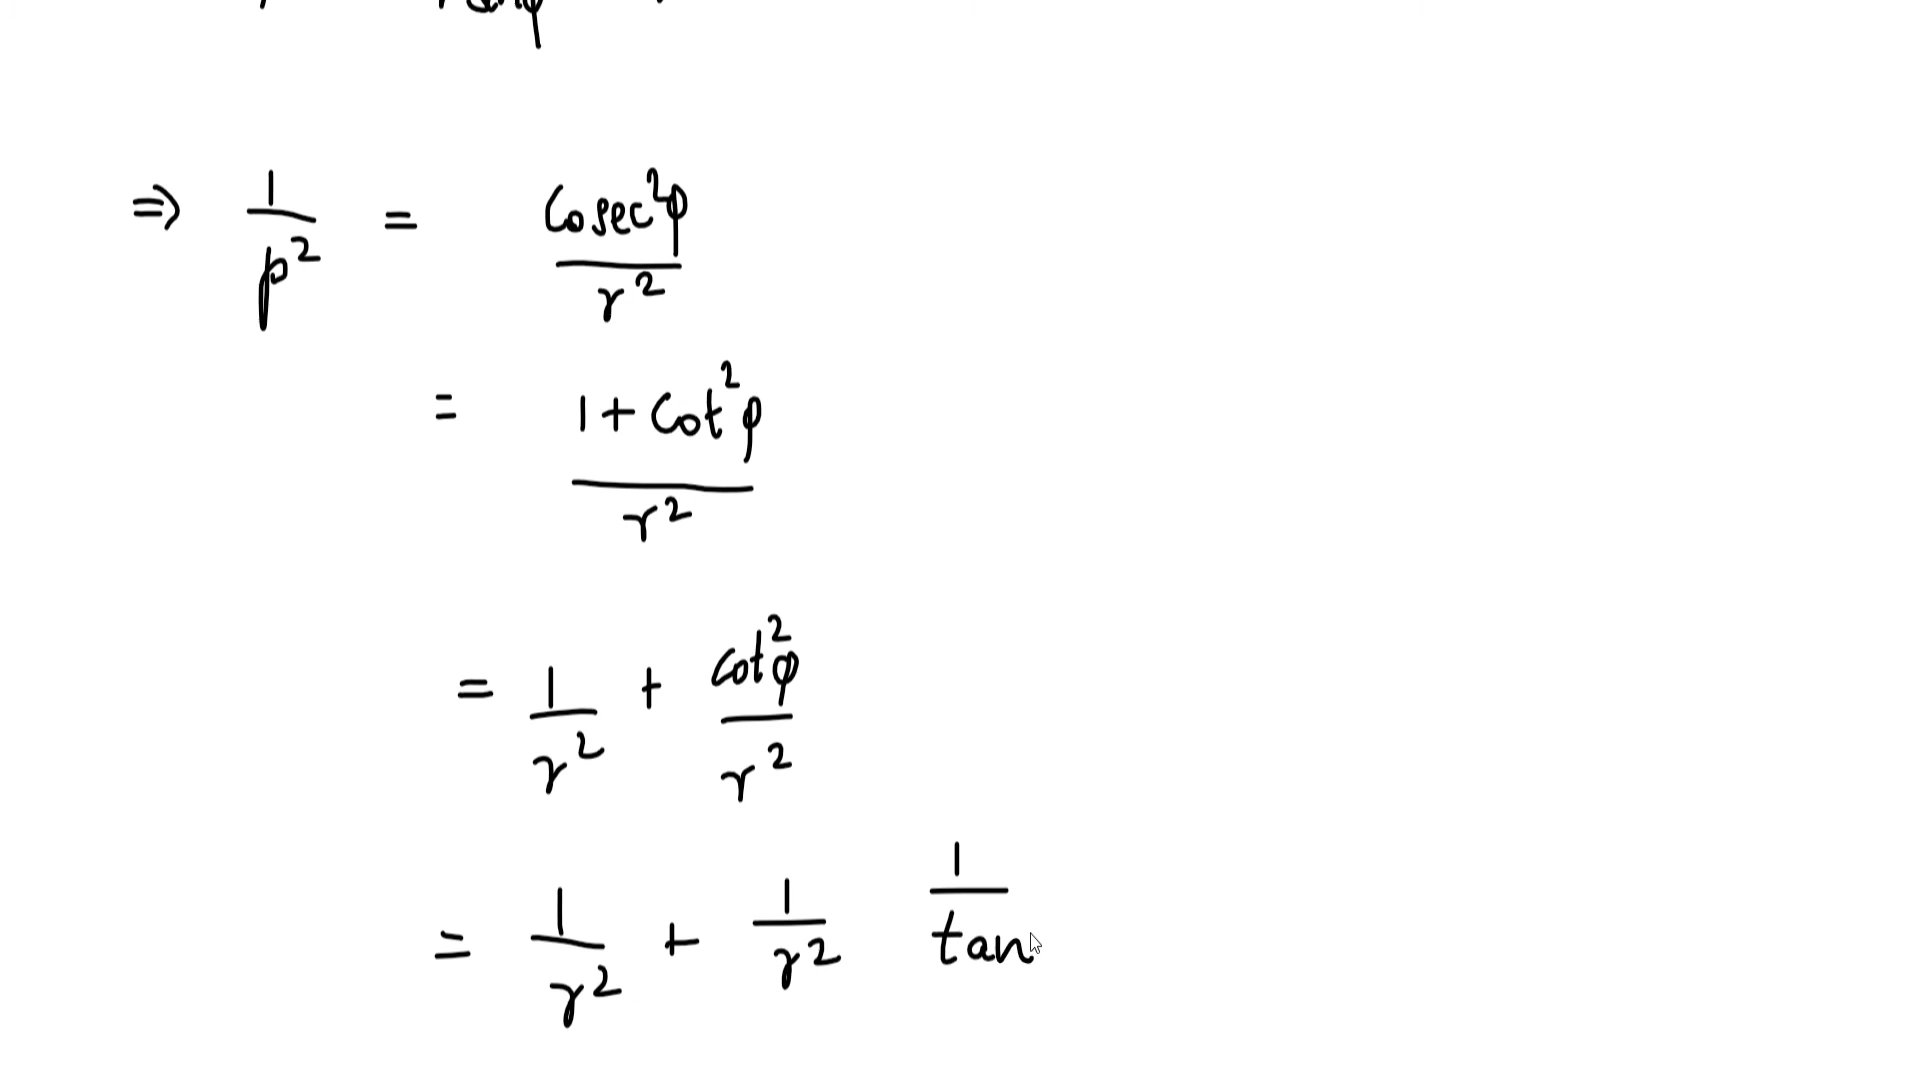 ⇒ 1/p² = cosec²φ/r²
= 1 + cot²φ/r²
= 1/r² + cot²φ/r²
= 1/r² + 1/r² 1/tan